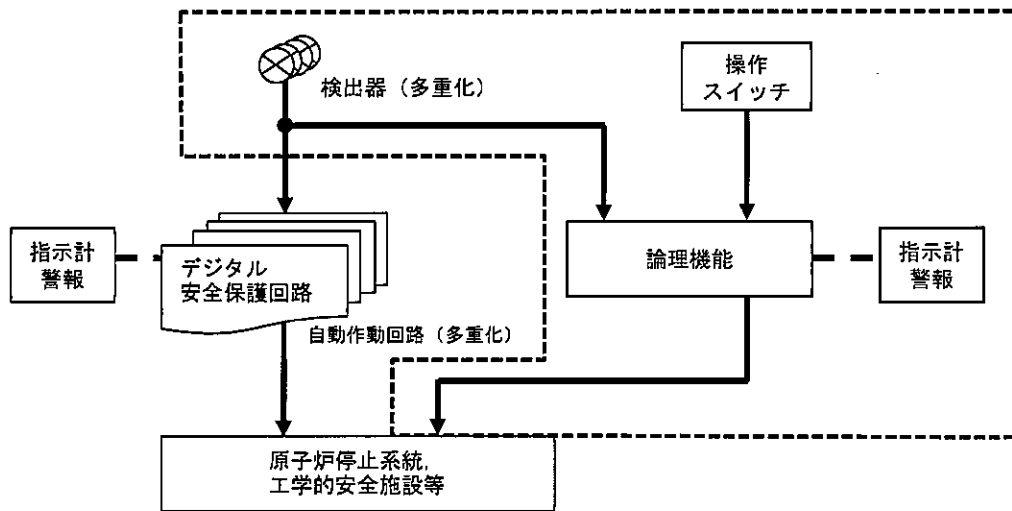 検出器（多重化）
操作
スイッチ
指示計
警報
デジタル
安全保護回路
論理機能
指示計
警報
自動作動回路（多重化）
原子炉停止系統,
工学的安全施設等